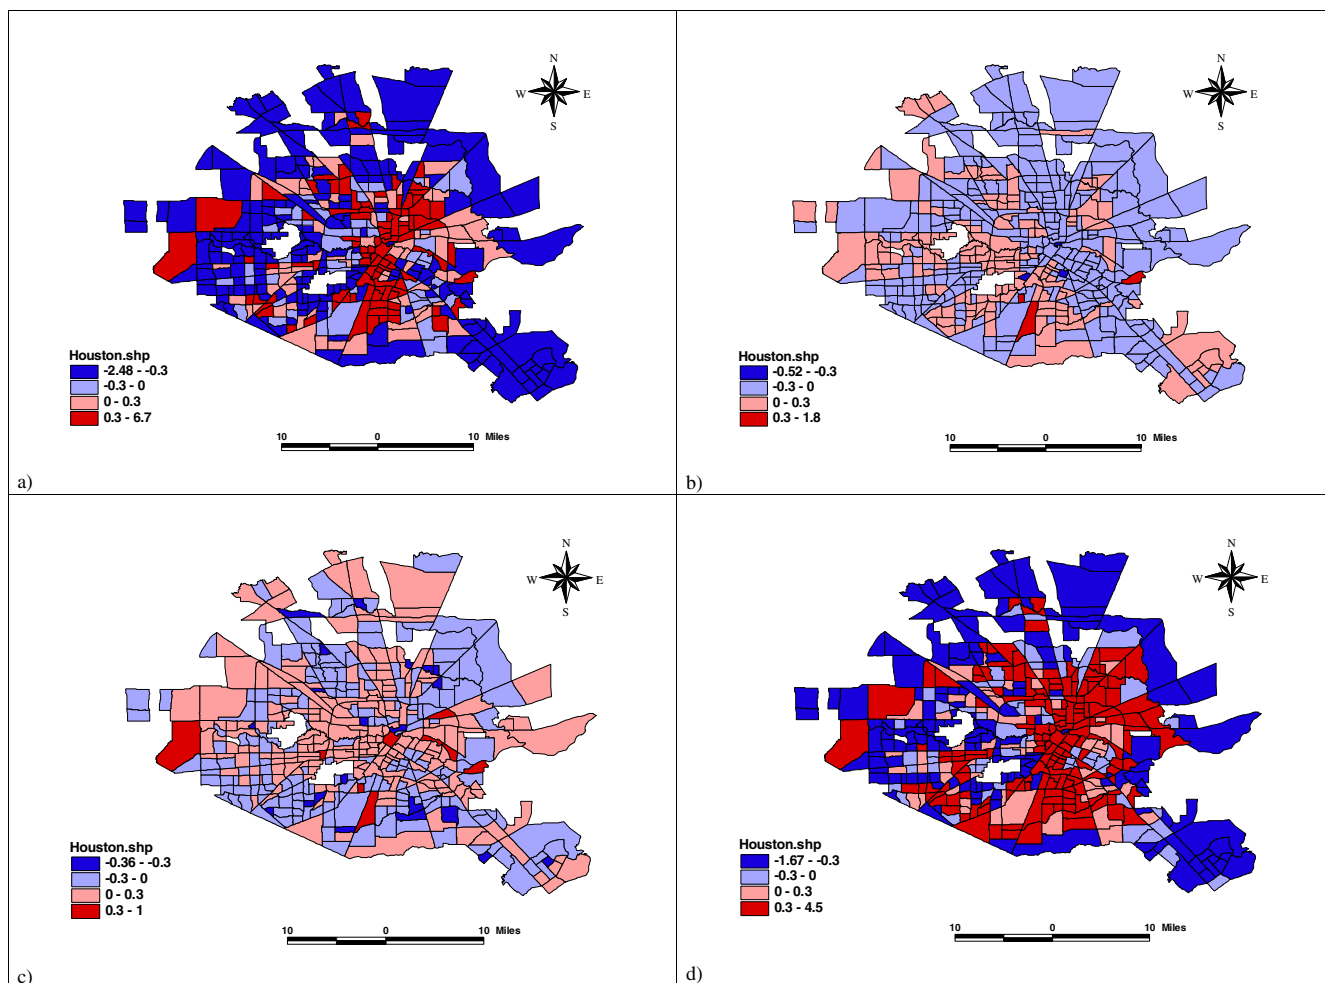 N
W E
S
Houston.shp
-2.48 - -0.3
-0.3 - 0
0 - 0.3
0.3 - 6.7
10 0 10 Miles
a)
N
W E
S
Houston.shp
-0.52 - -0.3
-0.3 - 0
0 - 0.3
0.3 - 1.8
10 0 10 Miles
b)
N
W E
S
Houston.shp
-0.36 - -0.3
-0.3 - 0
0 - 0.3
0.3 - 1
10 0 10 Miles
c)
N
W E
S
Houston.shp
-1.67 - -0.3
-0.3 - 0
0 - 0.3
0.3 - 4.5
10 0 10 Miles
d)